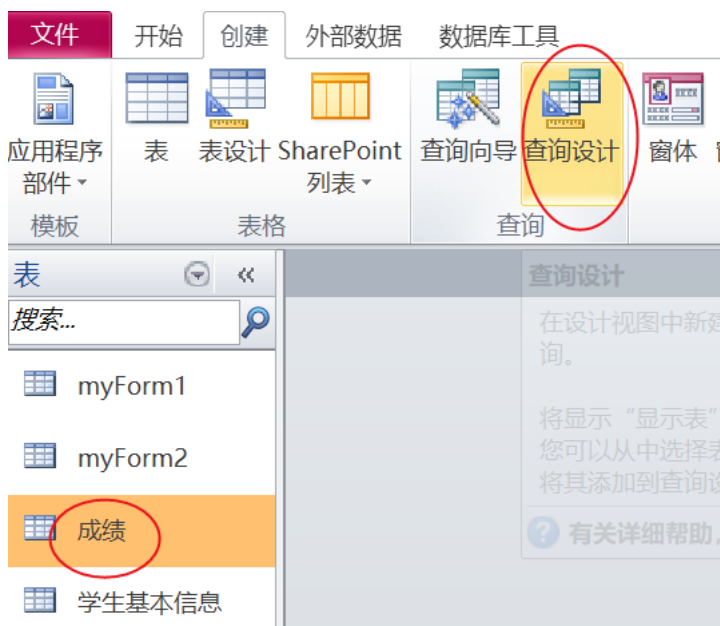 文件 开始 创建 外部数据 数据库工具
应用程序 表 表设计 SharePoint 查询向导 查询设计 窗体
部件 列表
模板 表格 查询
表
搜索...
查询设计
在设计视图中新建
询。
myForm1
将显示“显示表”
myForm2
您可以从中选择表
将其添加到查询设
成绩
有关详细帮助,
学生基本信息